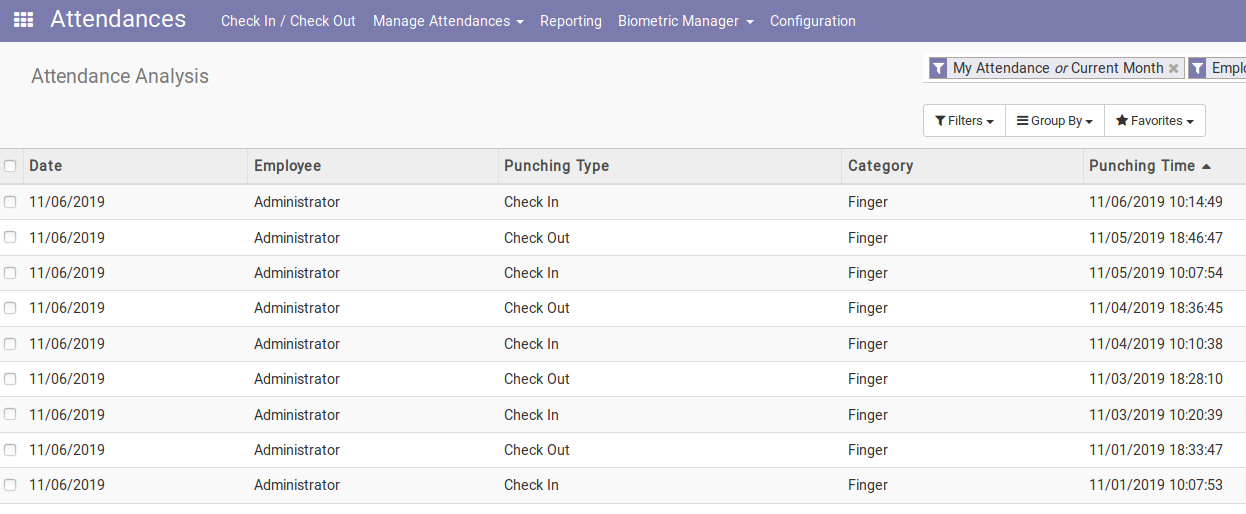 Attendances Check In / Check Out Manage Attendances Reporting Biometric Manager Configuration
Attendance Analysis
My Attendance or Current Month Emplo
Filters Group By Favorites
Date Employee Punching Type Category Punching Time
11/06/2019 Administrator Check In Finger 11/06/2019 10:14:49
11/06/2019 Administrator Check Out Finger 11/05/2019 18:46:47
11/06/2019 Administrator Check In Finger 11/05/2019 10:07:54
11/06/2019 Administrator Check Out Finger 11/04/2019 18:36:45
11/06/2019 Administrator Check In Finger 11/04/2019 10:10:38
11/06/2019 Administrator Check Out Finger 11/03/2019 18:28:10
11/06/2019 Administrator Check In Finger 11/03/2019 10:20:39
11/06/2019 Administrator Check Out Finger 11/01/2019 18:33:47
11/06/2019 Administrator Check In Finger 11/01/2019 10:07:53